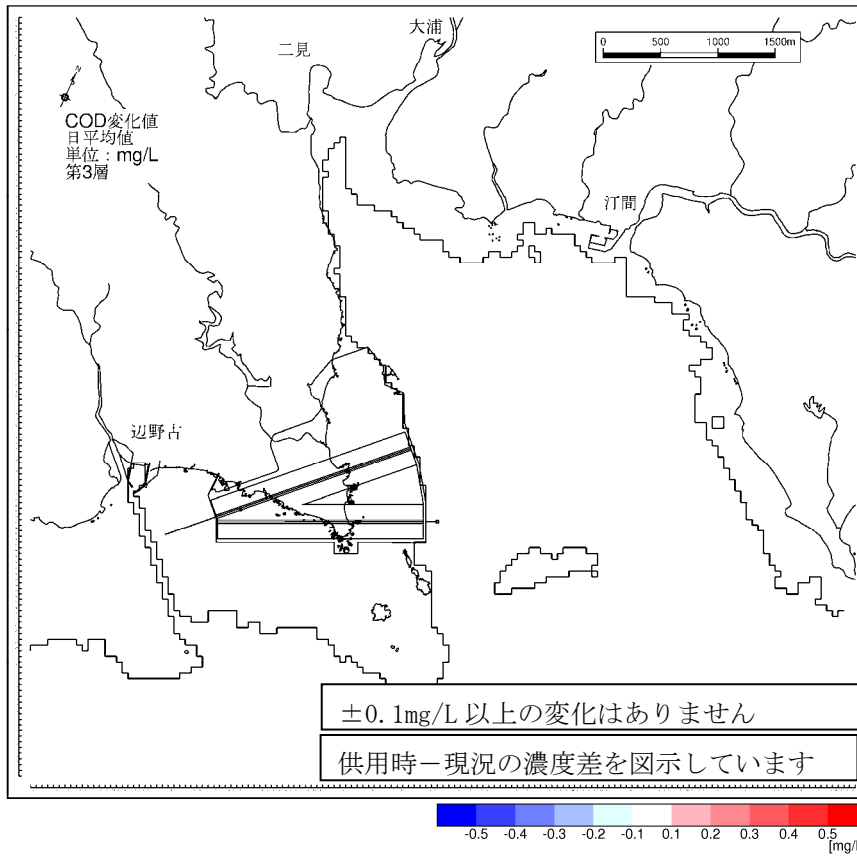 大浦
二見
0 500 1000 1500m
N
COD変化値
日平均値
単位：mg/L
第3層
汀間
辺野古
±0.1mg/L以上の変化はありません
供用時－現況の濃度差を図示しています
-0.5 -0.4 -0.3 -0.2 -0.1 0.1 0.2 0.3 0.4 0.5